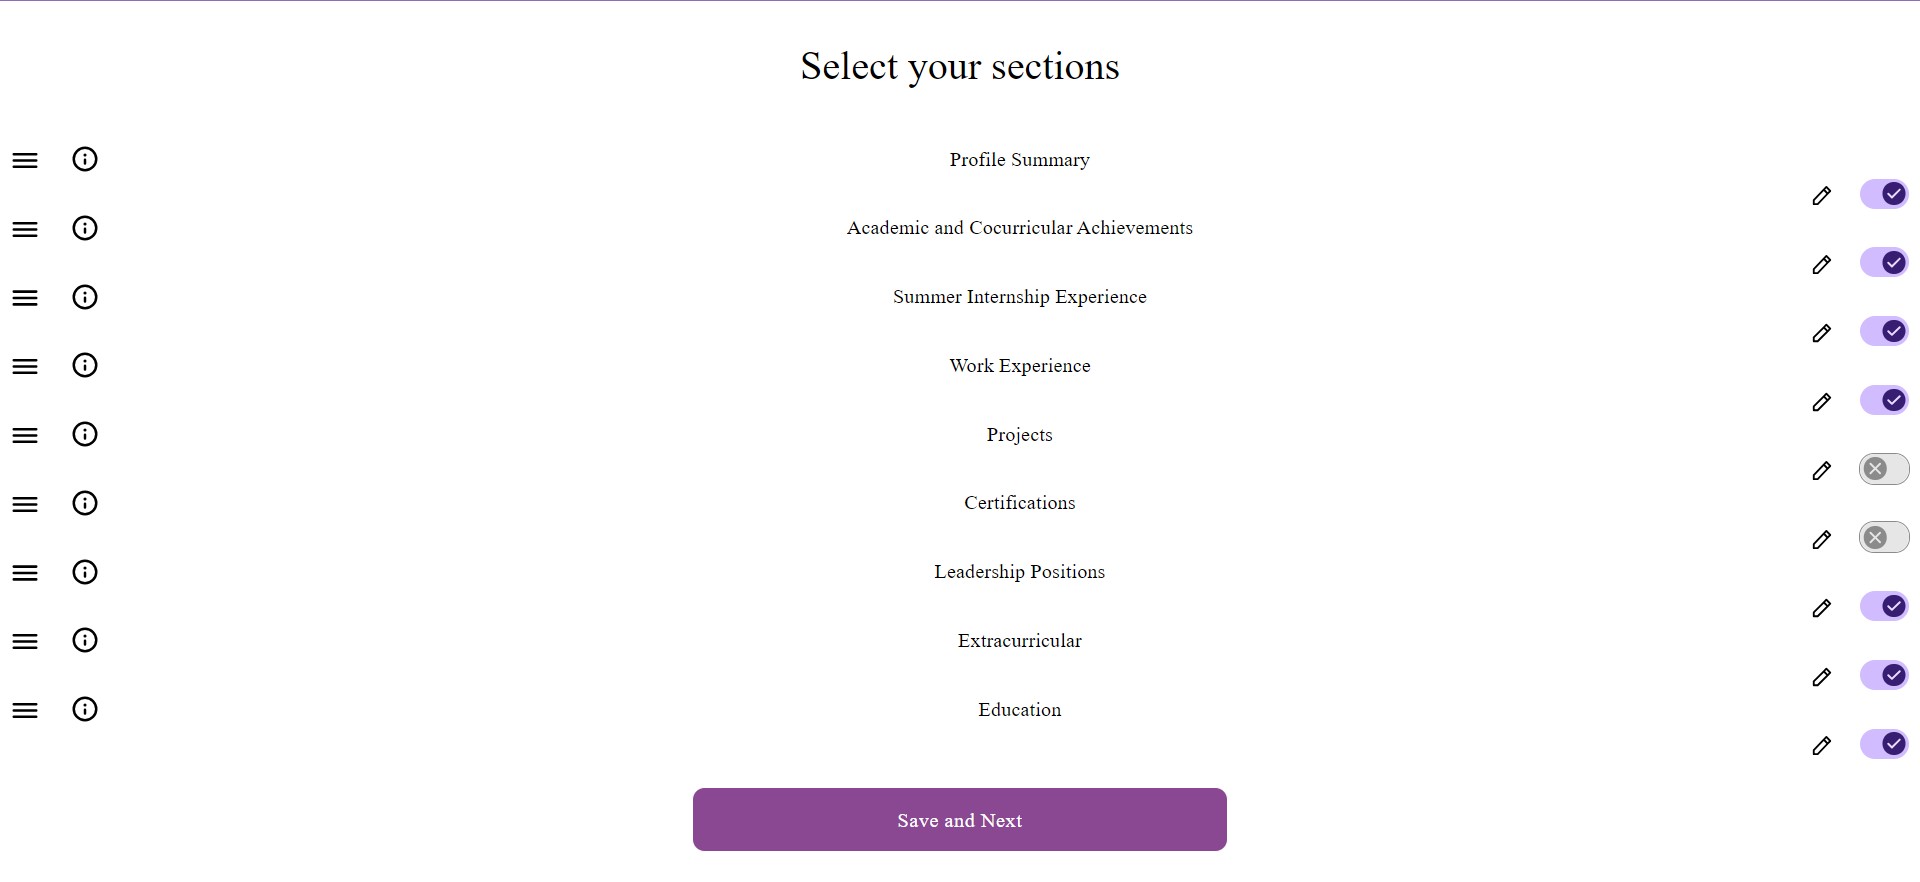 Select your sections
Profile Summary
Academic and Cocurricular Achievements
Summer Internship Experience
Work Experience
Projects
Certifications
Leadership Positions
Extracurricular
Education
Save and Next